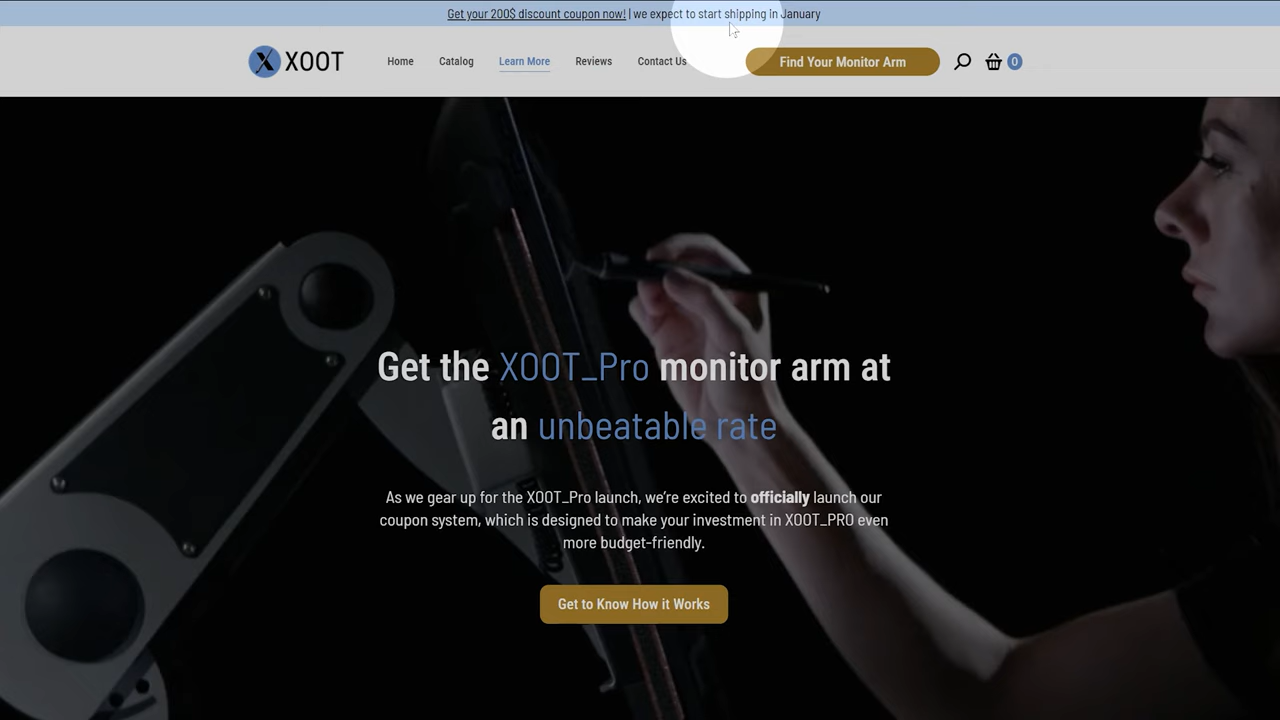 Get your 200$ discount coupon now! | we expect to start shipping in January
XOOT
Home
Catalog
Learn More
Reviews
Contact Us
Find Your Monitor Arm
0
Get the XOOT_Pro monitor arm at
an unbeatable rate
As we gear up for the XOOT_Pro launch, we're excited to officially launch our
coupon system, which is designed to make your investment in XOOT_PRO even
more budget-friendly.
Get to Know How it Works